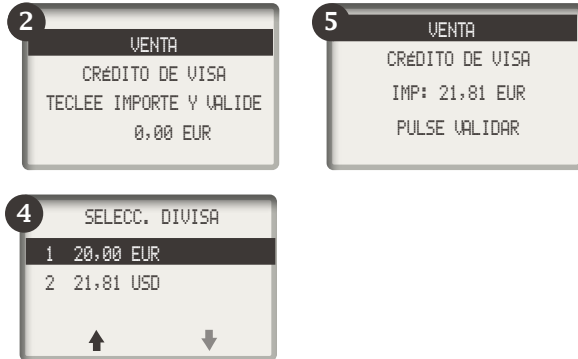 2
VENTA
CRÉDITO DE VISA
TECLEE IMPORTE Y VALIDE
0,00 EUR
5
VENTA
CRÉDITO DE VISA
IMP: 21,81 EUR
PULSE VALIDAR
4
SELECC. DIVISA
1 20,00 EUR
2 21,81 USD